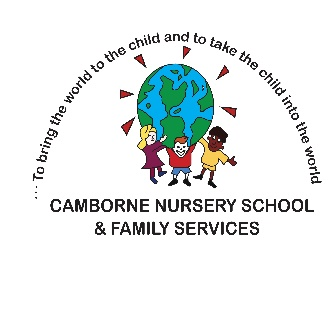 ... To bring the world to the child and to take the child into the world
CAMBORNE NURSERY SCHOOL
& FAMILY SERVICES